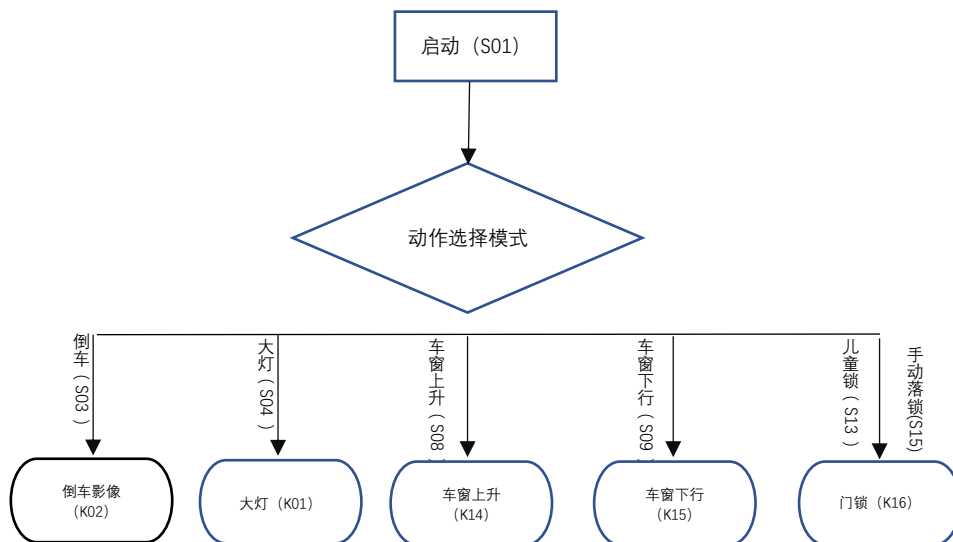 启动（S01）
动作选择模式
倒车（S03）
大灯（S04）
车窗上升（S08）
车窗下行（S09）
儿童锁（S13）
手动落锁(S15)
倒车影像
（K02）
大灯（K01）
车窗上升
（K14）
车窗下行
（K15）
门锁（K16）